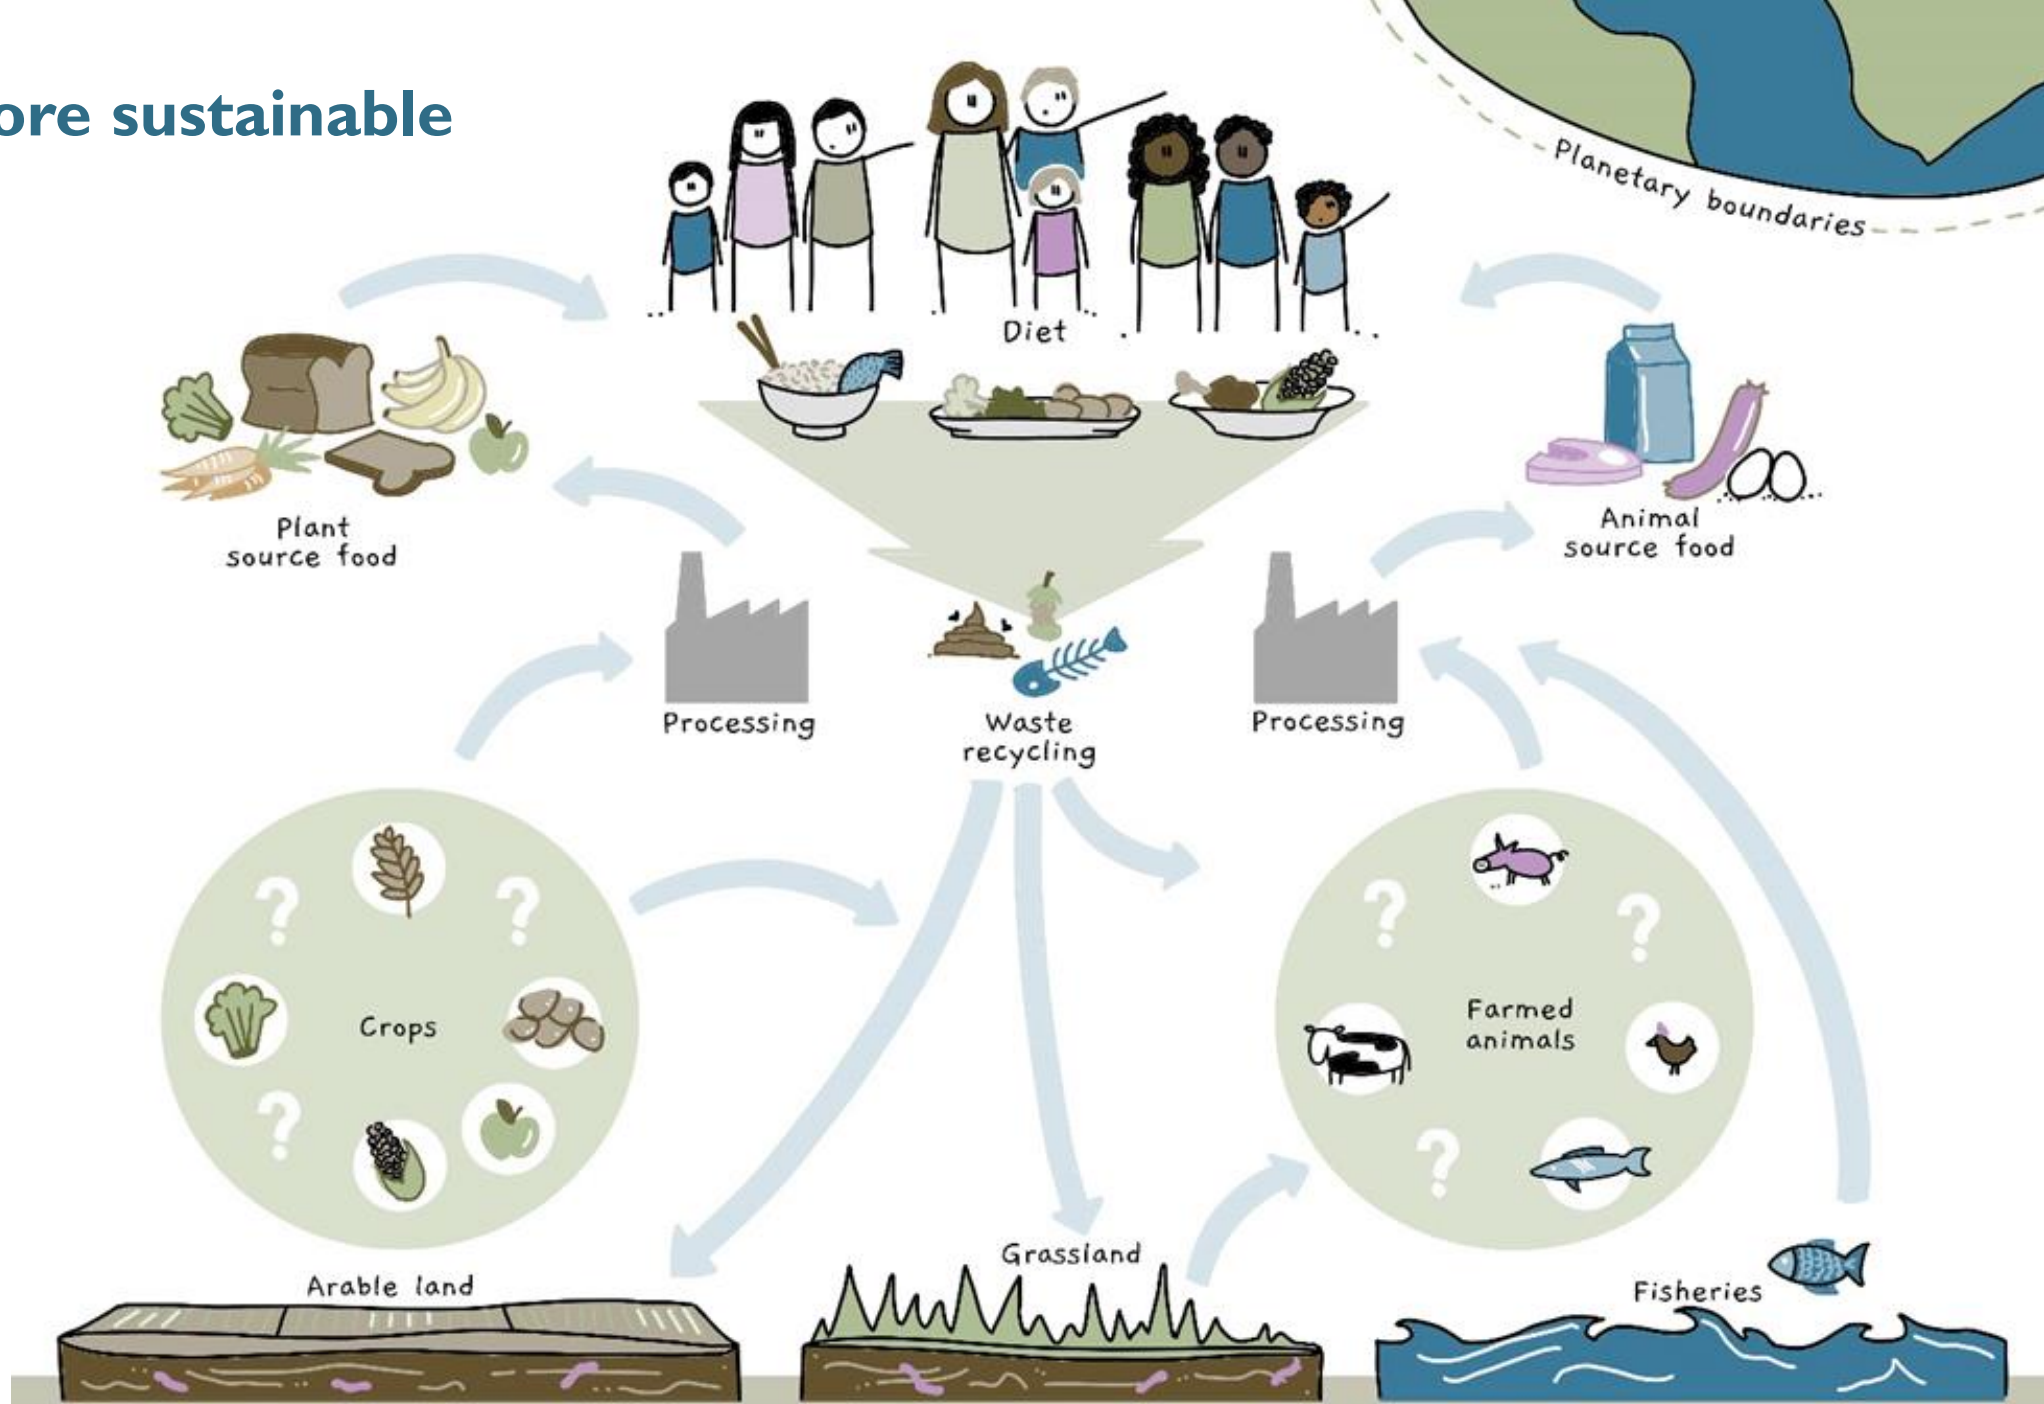 ore sustainable
Planetary boundaries
Diet
Plant
source food
Animal
source food
Processing
Waste
recycling
Processing
? ?
Crops
?
? ?
Farmed
animals
?
Arable land
Grassland
Fisheries